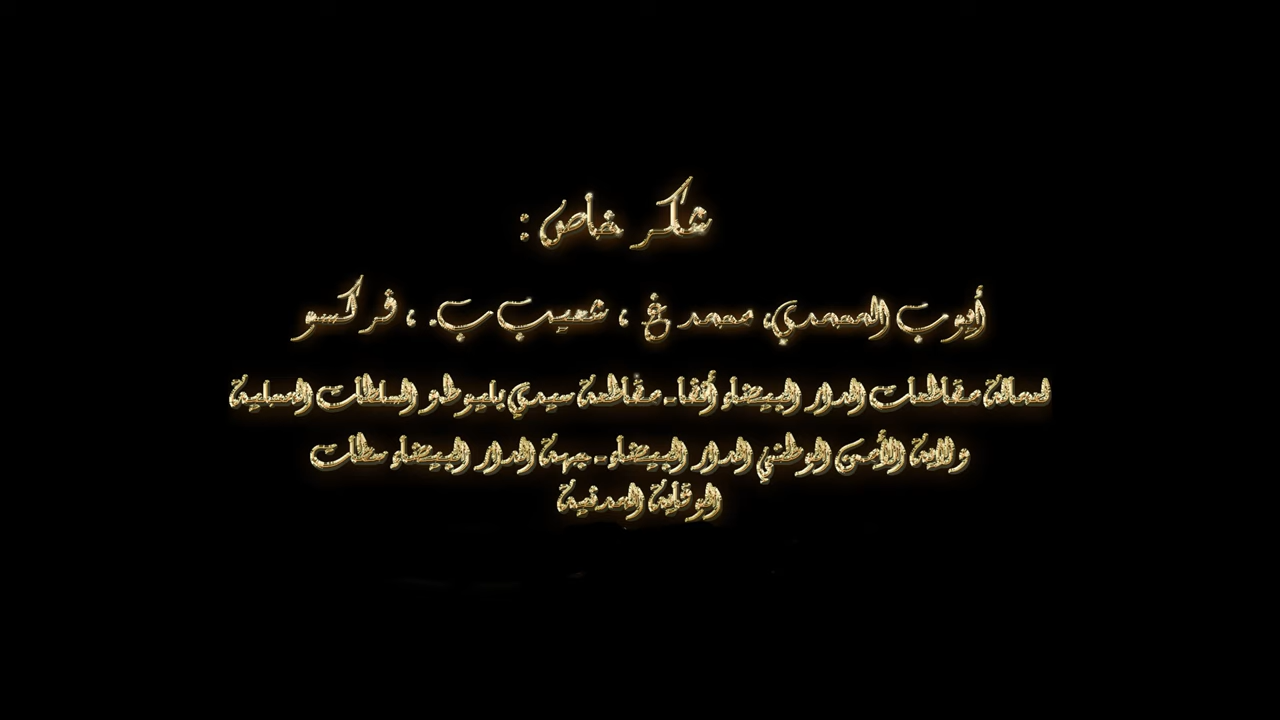 شكر خاص :
أيوب المحمدي، محمد غ ، شعيب ب. ، فركسو
لعمالة مقاطعات الدار البيضاء أنفا - مقاطعة سيدي بليوط و السلطات المحلية
ولاية الأمن الوطني الدار البيضاء - جهة الدار البيضاء سطات
الوقاية المدنية